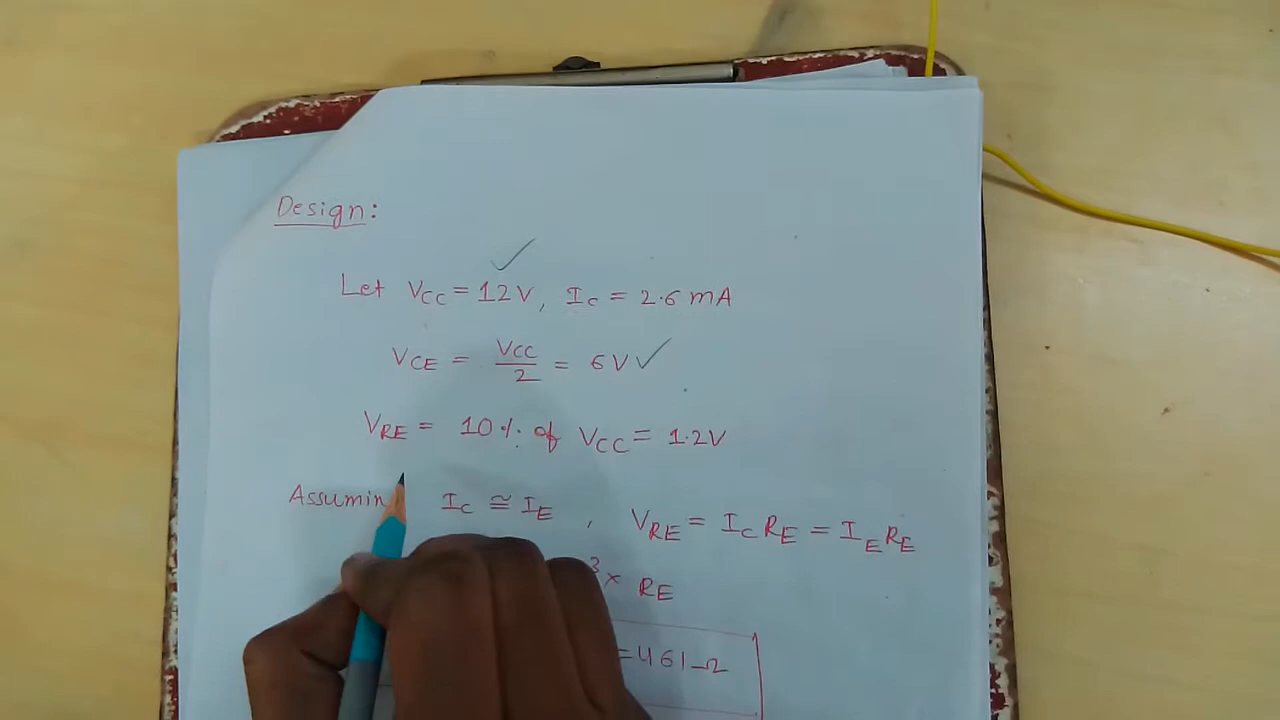 Design:
Let VCC = 12V, IC = 2.6 mA
VCE = VCC/2 = 6V
VRE = 10% of VCC = 1.2V
Assumin IC ≅ IE , VRE = ICRE = IERE
3 × RE
= 461Ω